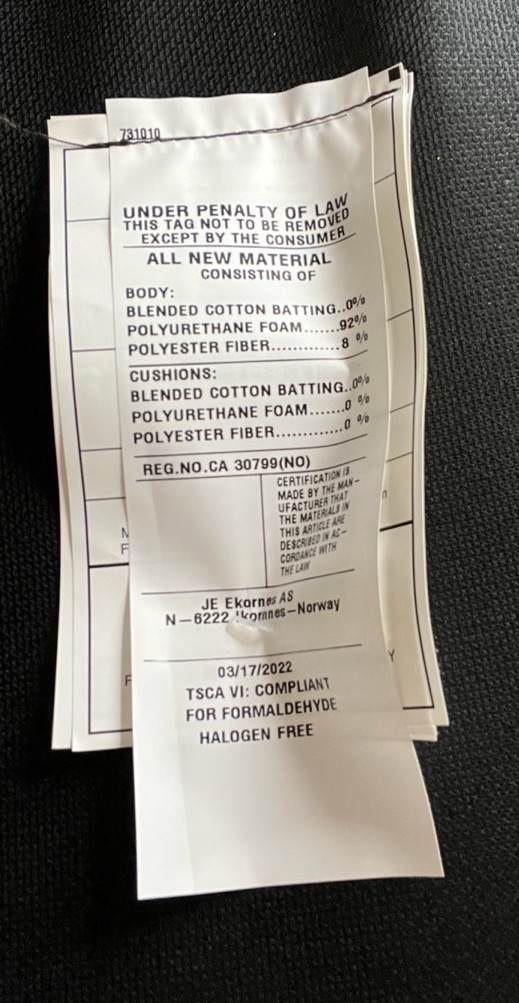 731010
UNDER PENALTY OF LAW
THIS TAG NOT TO BE REMOVED
EXCEPT BY THE CONSUMER
ALL NEW MATERIAL
CONSISTING OF
BODY:
BLENDED COTTON BATTING..0%
POLYURETHANE FOAM.......92%
POLYESTER FIBER.............8 %
CUSHIONS:
BLENDED COTTON BATTING..0%
POLYURETHANE FOAM.......0 %
POLYESTER FIBER.............0 %
REG.NO.CA 30799(NO)
CERTIFICATION IS
MADE BY THE MAN-
UFACTURER THAT
THE MATERIALS IN
THIS ARTICLE ARE
DESCRIBED IN AC-
CORDANCE WITH
THE LAW
JE Ekornes AS
N-6222 Ikornnes-Norway
03/17/2022
TSCA VI: COMPLIANT
FOR FORMALDEHYDE
HALOGEN FREE